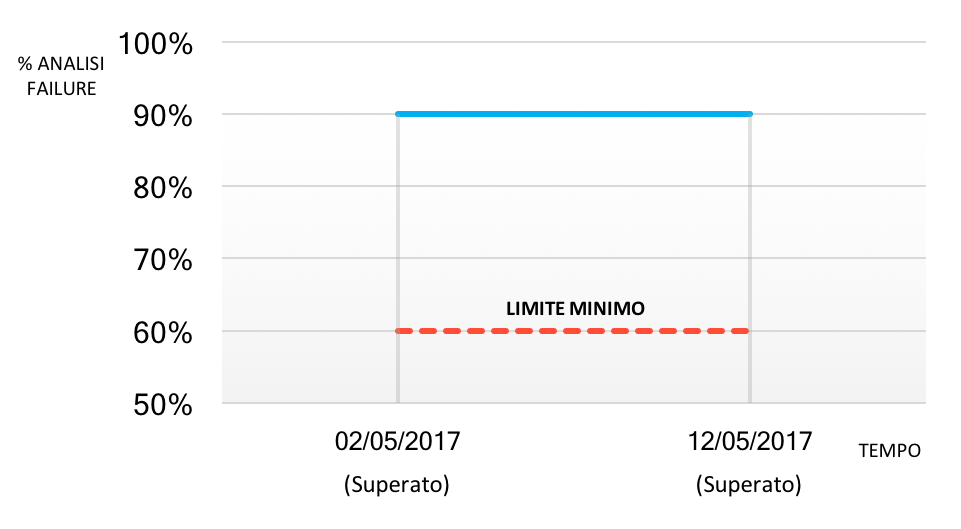 100%
% ANALISI
FAILURE
90%
80%
70%
LIMITE MINIMO
60%
50%
02/05/2017 12/05/2017 TEMPO
(Superato) (Superato)